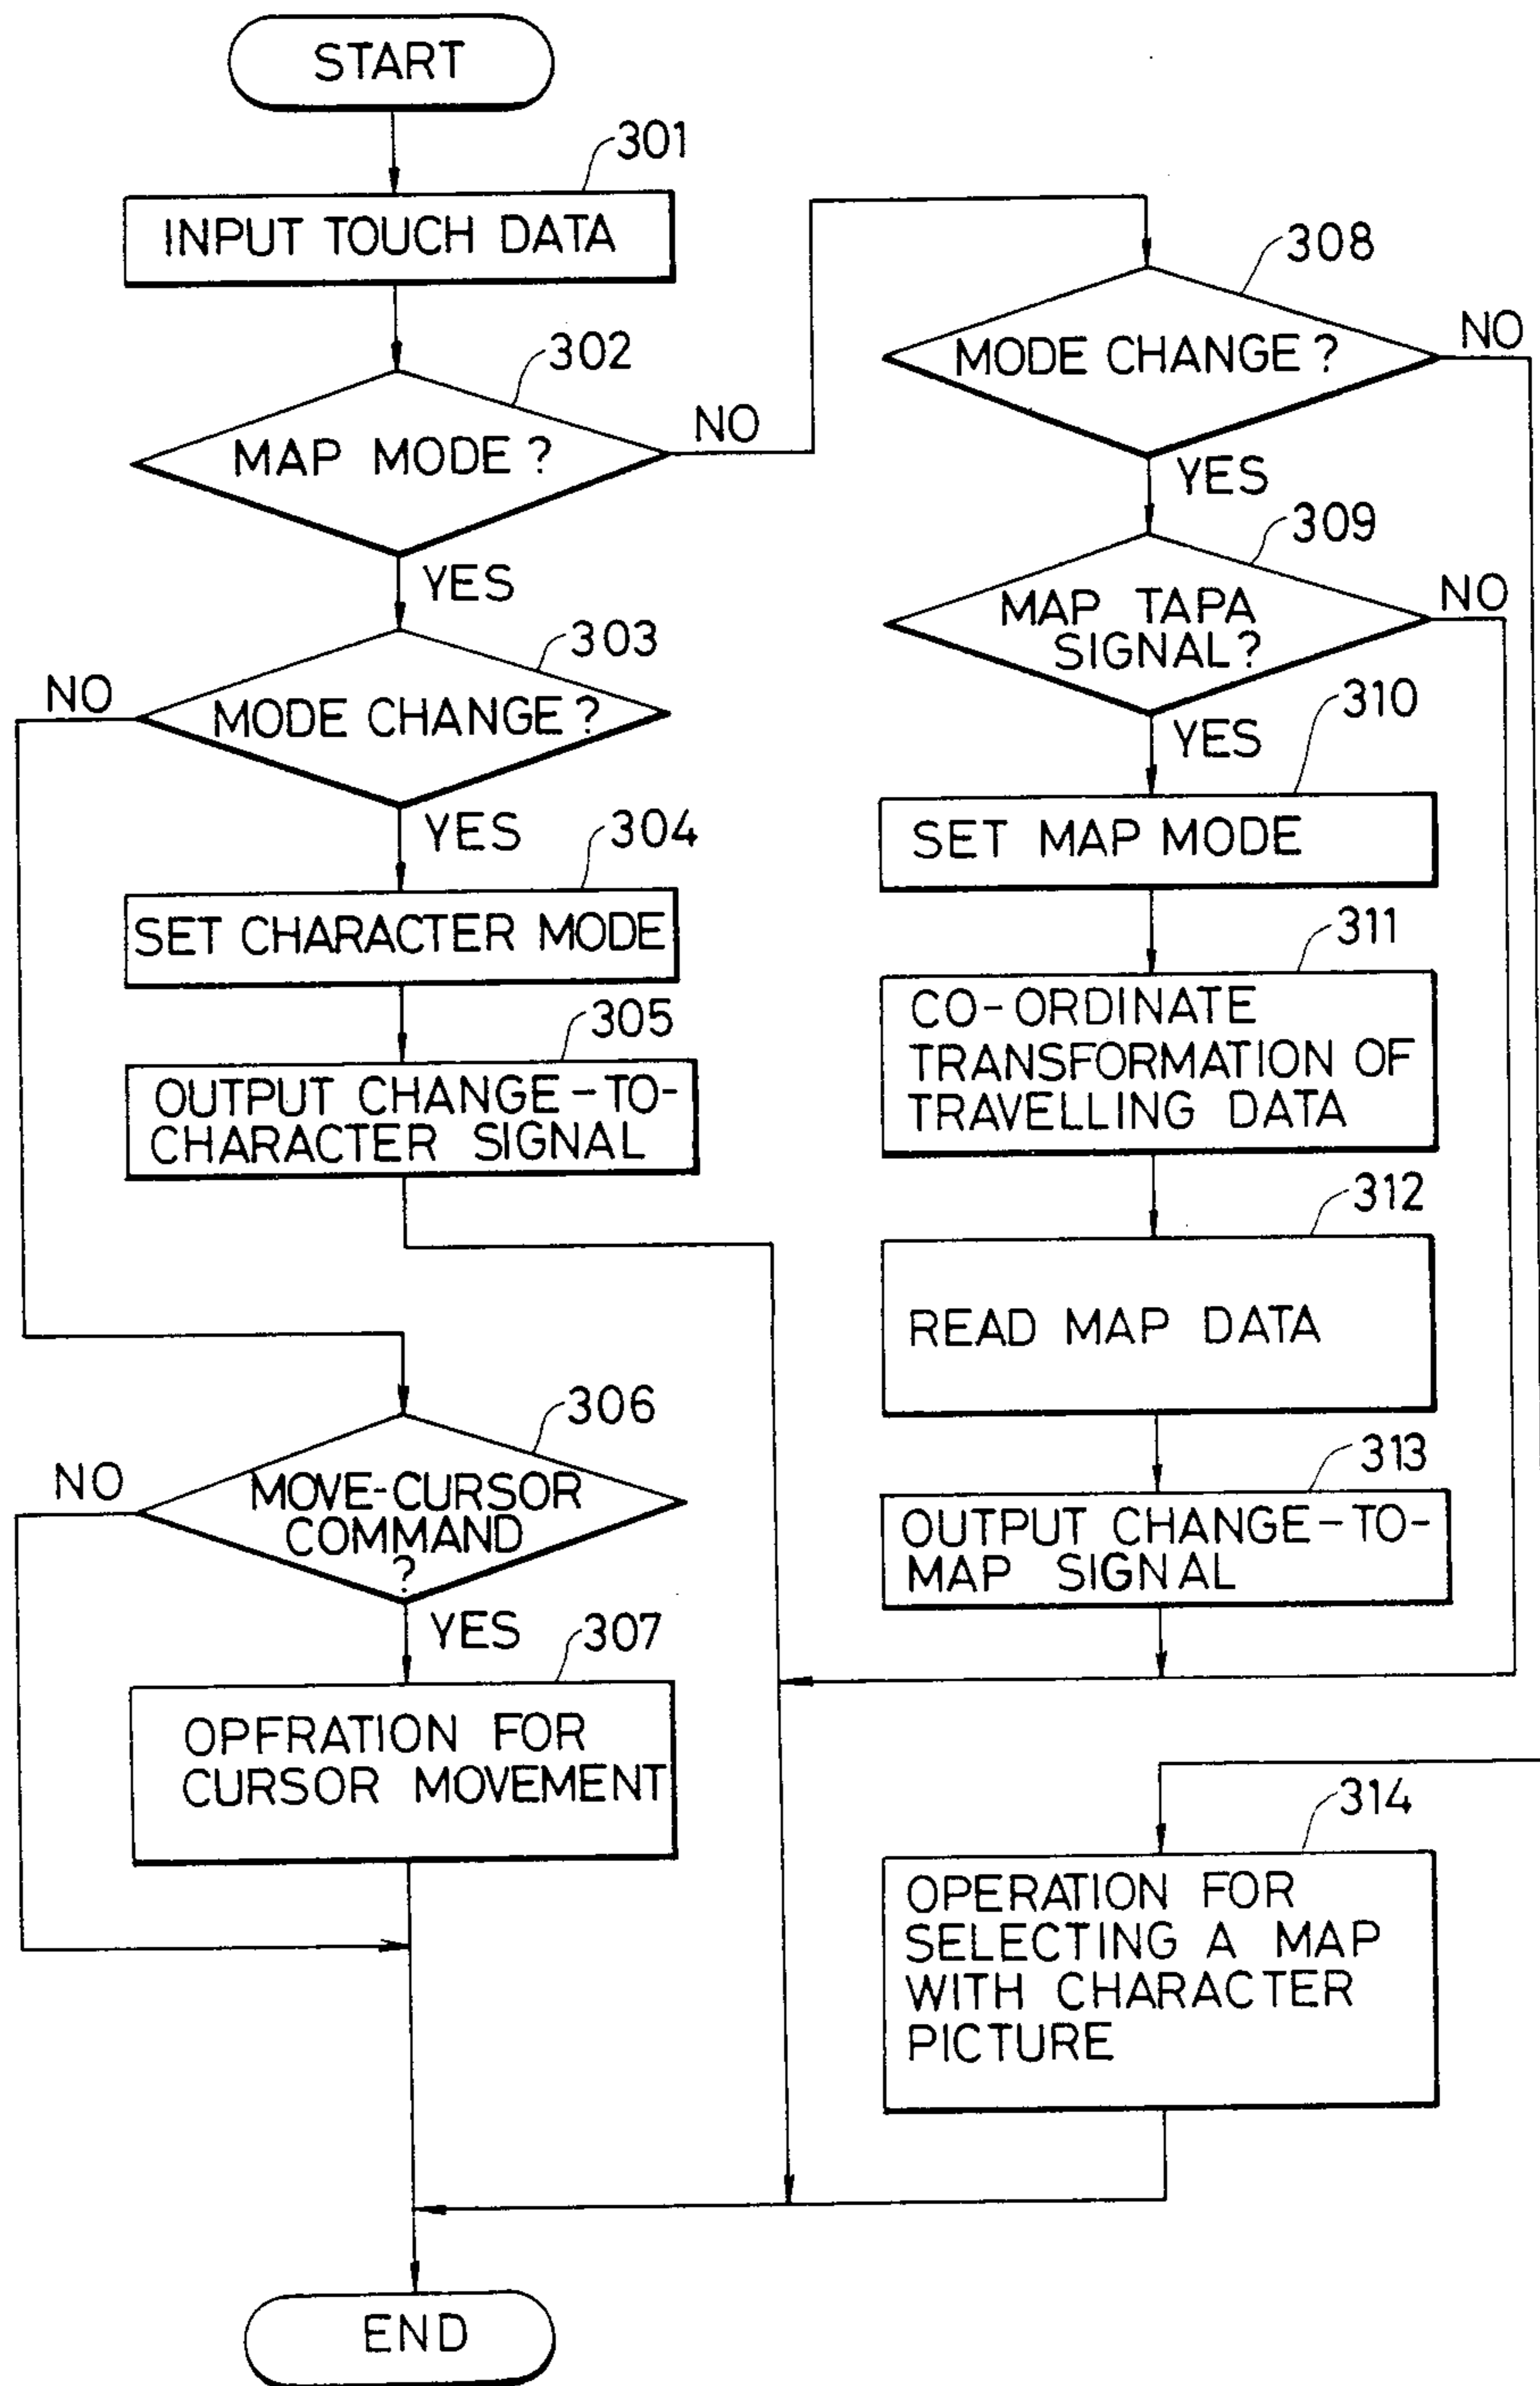 START
301
INPUT TOUCH DATA
302
MAP MODE?
NO
YES
303
NO
MODE CHANGE?
YES
304
SET CHARACTER MODE
305
OUTPUT CHANGE-TO-
CHARACTER SIGNAL
306
NO
MOVE-CURSOR
COMMAND
?
YES
307
OPFRATION FOR
CURSOR MOVEMENT
END
308
NO
MODE CHANGE?
YES
309
NO
MAP TAPA
SIGNAL?
YES
310
SET MAP MODE
311
CO-ORDINATE
TRANSFORMATION OF
TRAVELLING DATA
312
READ MAP DATA
313
OUTPUT CHANGE-TO-
MAP SIGNAL
314
OPERATION FOR
SELECTING A MAP
WITH CHARACTER
PICTURE